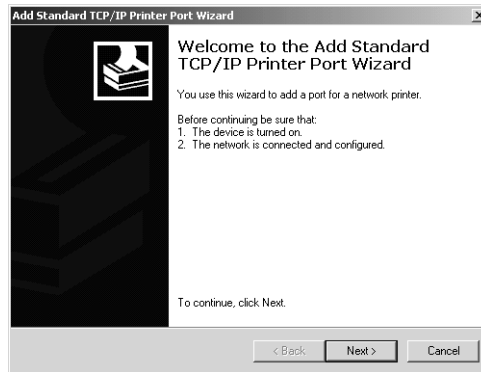 Add Standard TCP/IP Printer Port Wizard
Welcome to the Add Standard
TCP/IP Printer Port Wizard
You use this wizard to add a port for a network printer.
Before continuing be sure that:
1. The device is turned on.
2. The network is connected and configured.
To continue, click Next.
< Back Next > Cancel